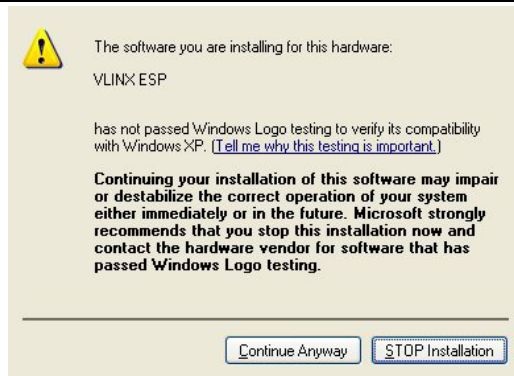 The software you are installing for this hardware:
VLINX ESP
has not passed Windows Logo testing to verify its compatibility
with Windows XP. (Tell me why this testing is important.)
Continuing your installation of this software may impair
or destabilize the correct operation of your system
either immediately or in the future. Microsoft strongly
recommends that you stop this installation now and
contact the hardware vendor for software that has
passed Windows Logo testing.
Continue Anyway
STOP Installation